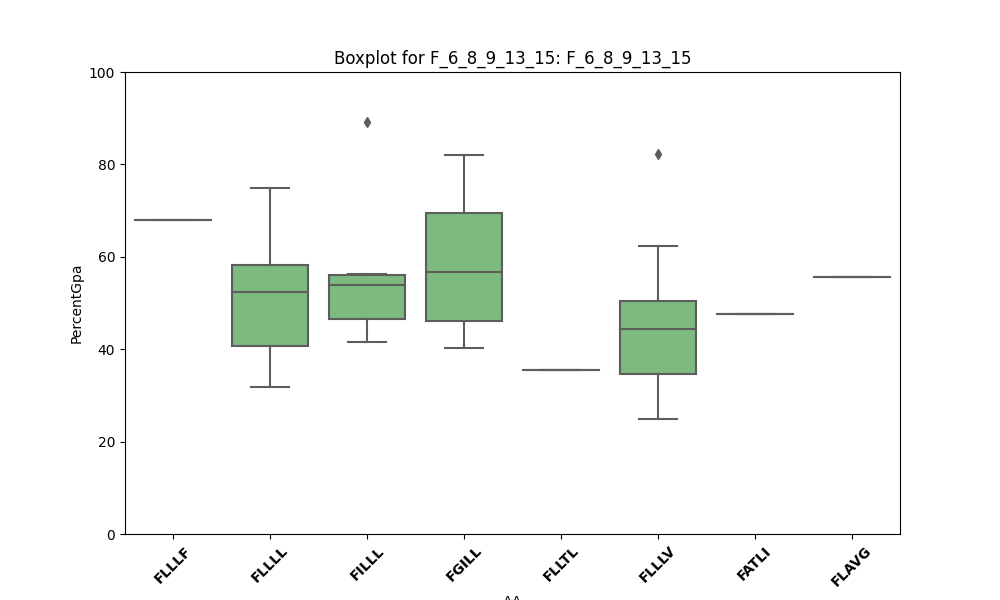 Boxplot for F_6_8_9_13_15: F_6_8_9_13_15
100
80
60
40
20
0
PercentGpa
FLLLF
FLLLL
FILLL
FGILL
FLLTL
FLLLV
FATLI
FLAVG
AA